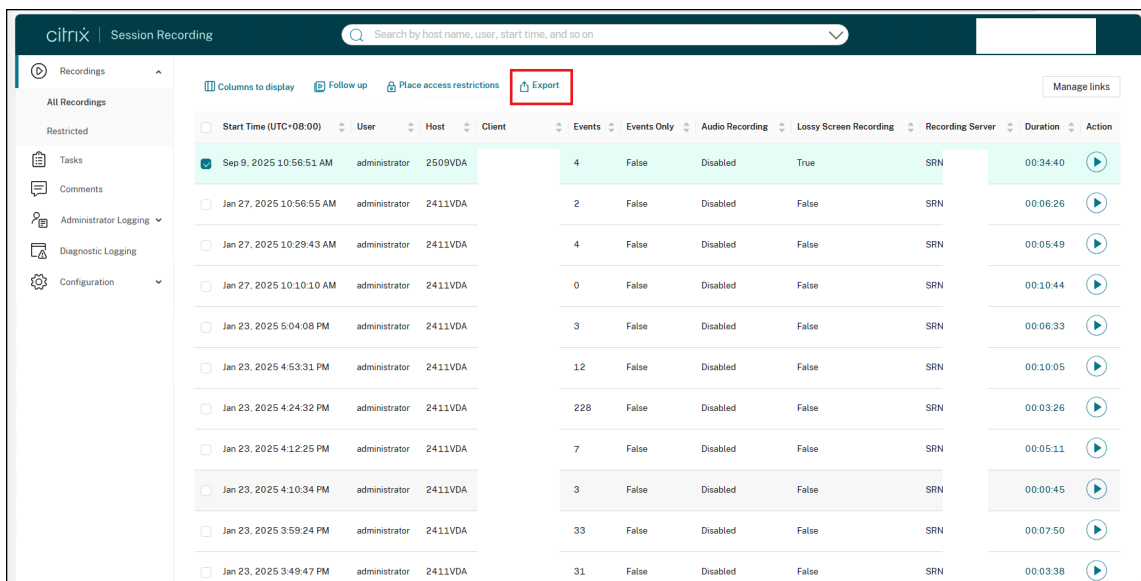 citrix | Session Recording
Search by host name, user, start time, and so on
Recordings
All Recordings
Restricted
Tasks
Comments
Administrator Logging
Diagnostic Logging
Configuration
Columns to display Follow up Place access restrictions Export
Manage links
Start Time (UTC+08:00) User Host Client Events Events Only Audio Recording Lossy Screen Recording Recording Server Duration Action
Sep 9, 2025 10:56:51 AM administrator 2509VDA 4 False Disabled True SRN 00:34:40
Jan 27, 2025 10:56:55 AM administrator 2411VDA 2 False Disabled False SRN 00:06:26
Jan 27, 2025 10:29:43 AM administrator 2411VDA 4 False Disabled False SRN 00:05:49
Jan 27, 2025 10:10:10 AM administrator 2411VDA 0 False Disabled False SRN 00:10:44
Jan 23, 2025 5:04:08 PM administrator 2411VDA 3 False Disabled False SRN 00:06:33
Jan 23, 2025 4:53:31 PM administrator 2411VDA 12 False Disabled False SRN 00:10:05
Jan 23, 2025 4:24:32 PM administrator 2411VDA 228 False Disabled False SRN 00:03:26
Jan 23, 2025 4:12:25 PM administrator 2411VDA 7 False Disabled False SRN 00:05:11
Jan 23, 2025 4:10:34 PM administrator 2411VDA 3 False Disabled False SRN 00:00:45
Jan 23, 2025 3:59:24 PM administrator 2411VDA 33 False Disabled False SRN 00:07:50
Jan 23, 2025 3:49:47 PM administrator 2411VDA 31 False Disabled False SRN 00:03:38